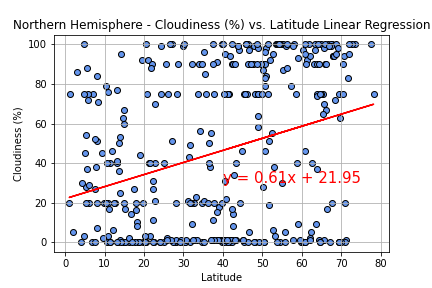 Northern Hemisphere - Cloudiness (%) vs. Latitude Linear Regression
100
80
60
40
20
0
Cloudiness (%)
y = 0.61x + 21.95
0 10 20 30 40 50 60 70 80
Latitude